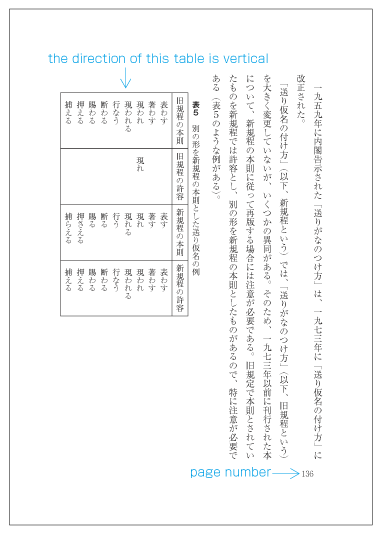 the direction of this table is vertical
一九五九年に内閣告示された「送りがなのつけ方」は、一九七三年に「送り仮名の付け方」に
改正された。
「送り仮名の付け方」（以下、新規程という）では、「送りがなのつけ方」（以下、旧規程という）
を大きく変更していないが、いくつかの異同がある。そのため、一九七三年以前に刊行された本
について、新規程の本則に従って再版する場合には注意が必要である。旧規定で本則とされてい
たものを新規程では許容とし、別の形を新規程の本則としたものがあるので、特に注意が必要で
ある（表5のような例がある）。
表5 別の形を新規程の本則とした送り仮名の例
旧規程の本則 旧規程の許容 新規程の本則 新規程の許容
表わす 表す 表わす
著わす 著す 著わす
現われ 現れ 現れ 現われ
現われる 現れる 現われる
行なう 行う 行なう
断わる 断る 断わる
賜わる 賜る 賜わる
押える 押さえる 押える
捕える 捕らえる 捕える
page number 136